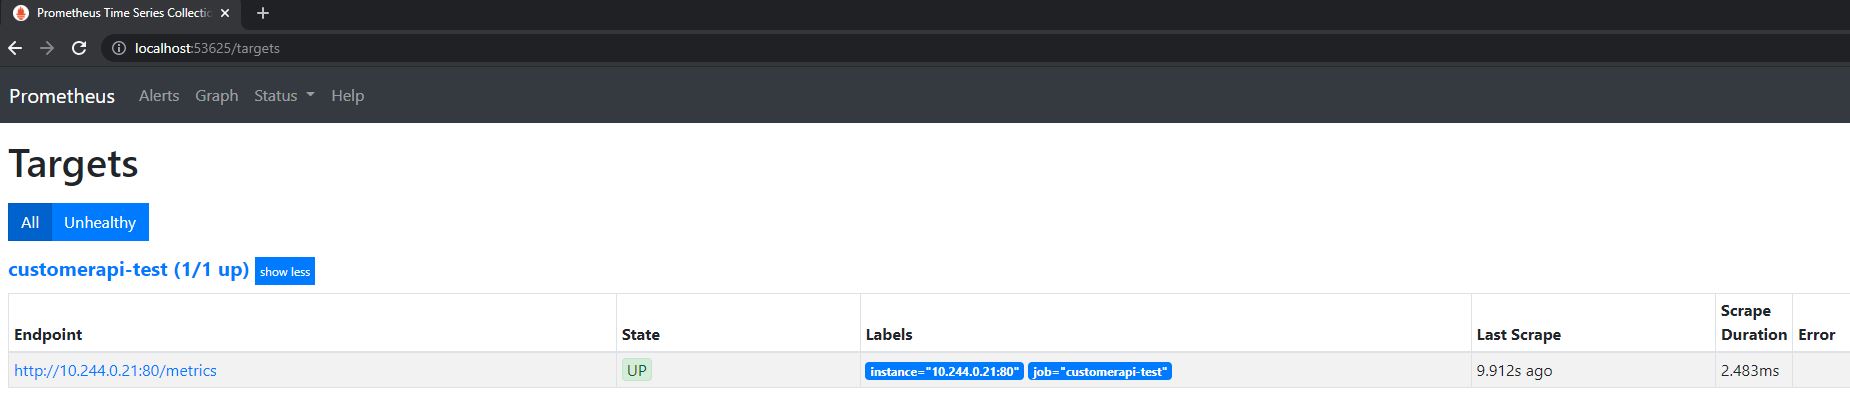 Prometheus Time Series Collectio
localhost:53625/targets
Prometheus Alerts Graph Status Help
Targets
All Unhealthy
customerapi-test (1/1 up) show less
Endpoint State Labels Last Scrape Scrape Duration Error
http://10.244.0.21:80/metrics UP instance="10.244.0.21:80" job="customerapi-test" 9.912s ago 2.483ms